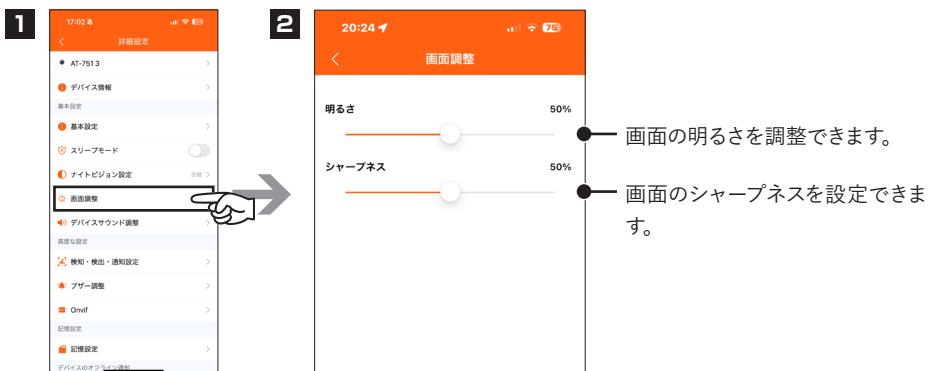 1
17:02
詳細設定
AT-751 3
デバイス情報
基本設定
基本設定
スリープモード
ナイトビジョン設定 自動
画面調整
デバイスサウンド調整
高度な設定
検知・検出・通知設定
ブザー調整
Onvif
記憶設定
記憶設定
デバイスのオフライン通知
2
20:24 75
画面調整
明るさ 50%
画面の明るさを調整できます。
シャープネス 50%
画面のシャープネスを設定できま
す。